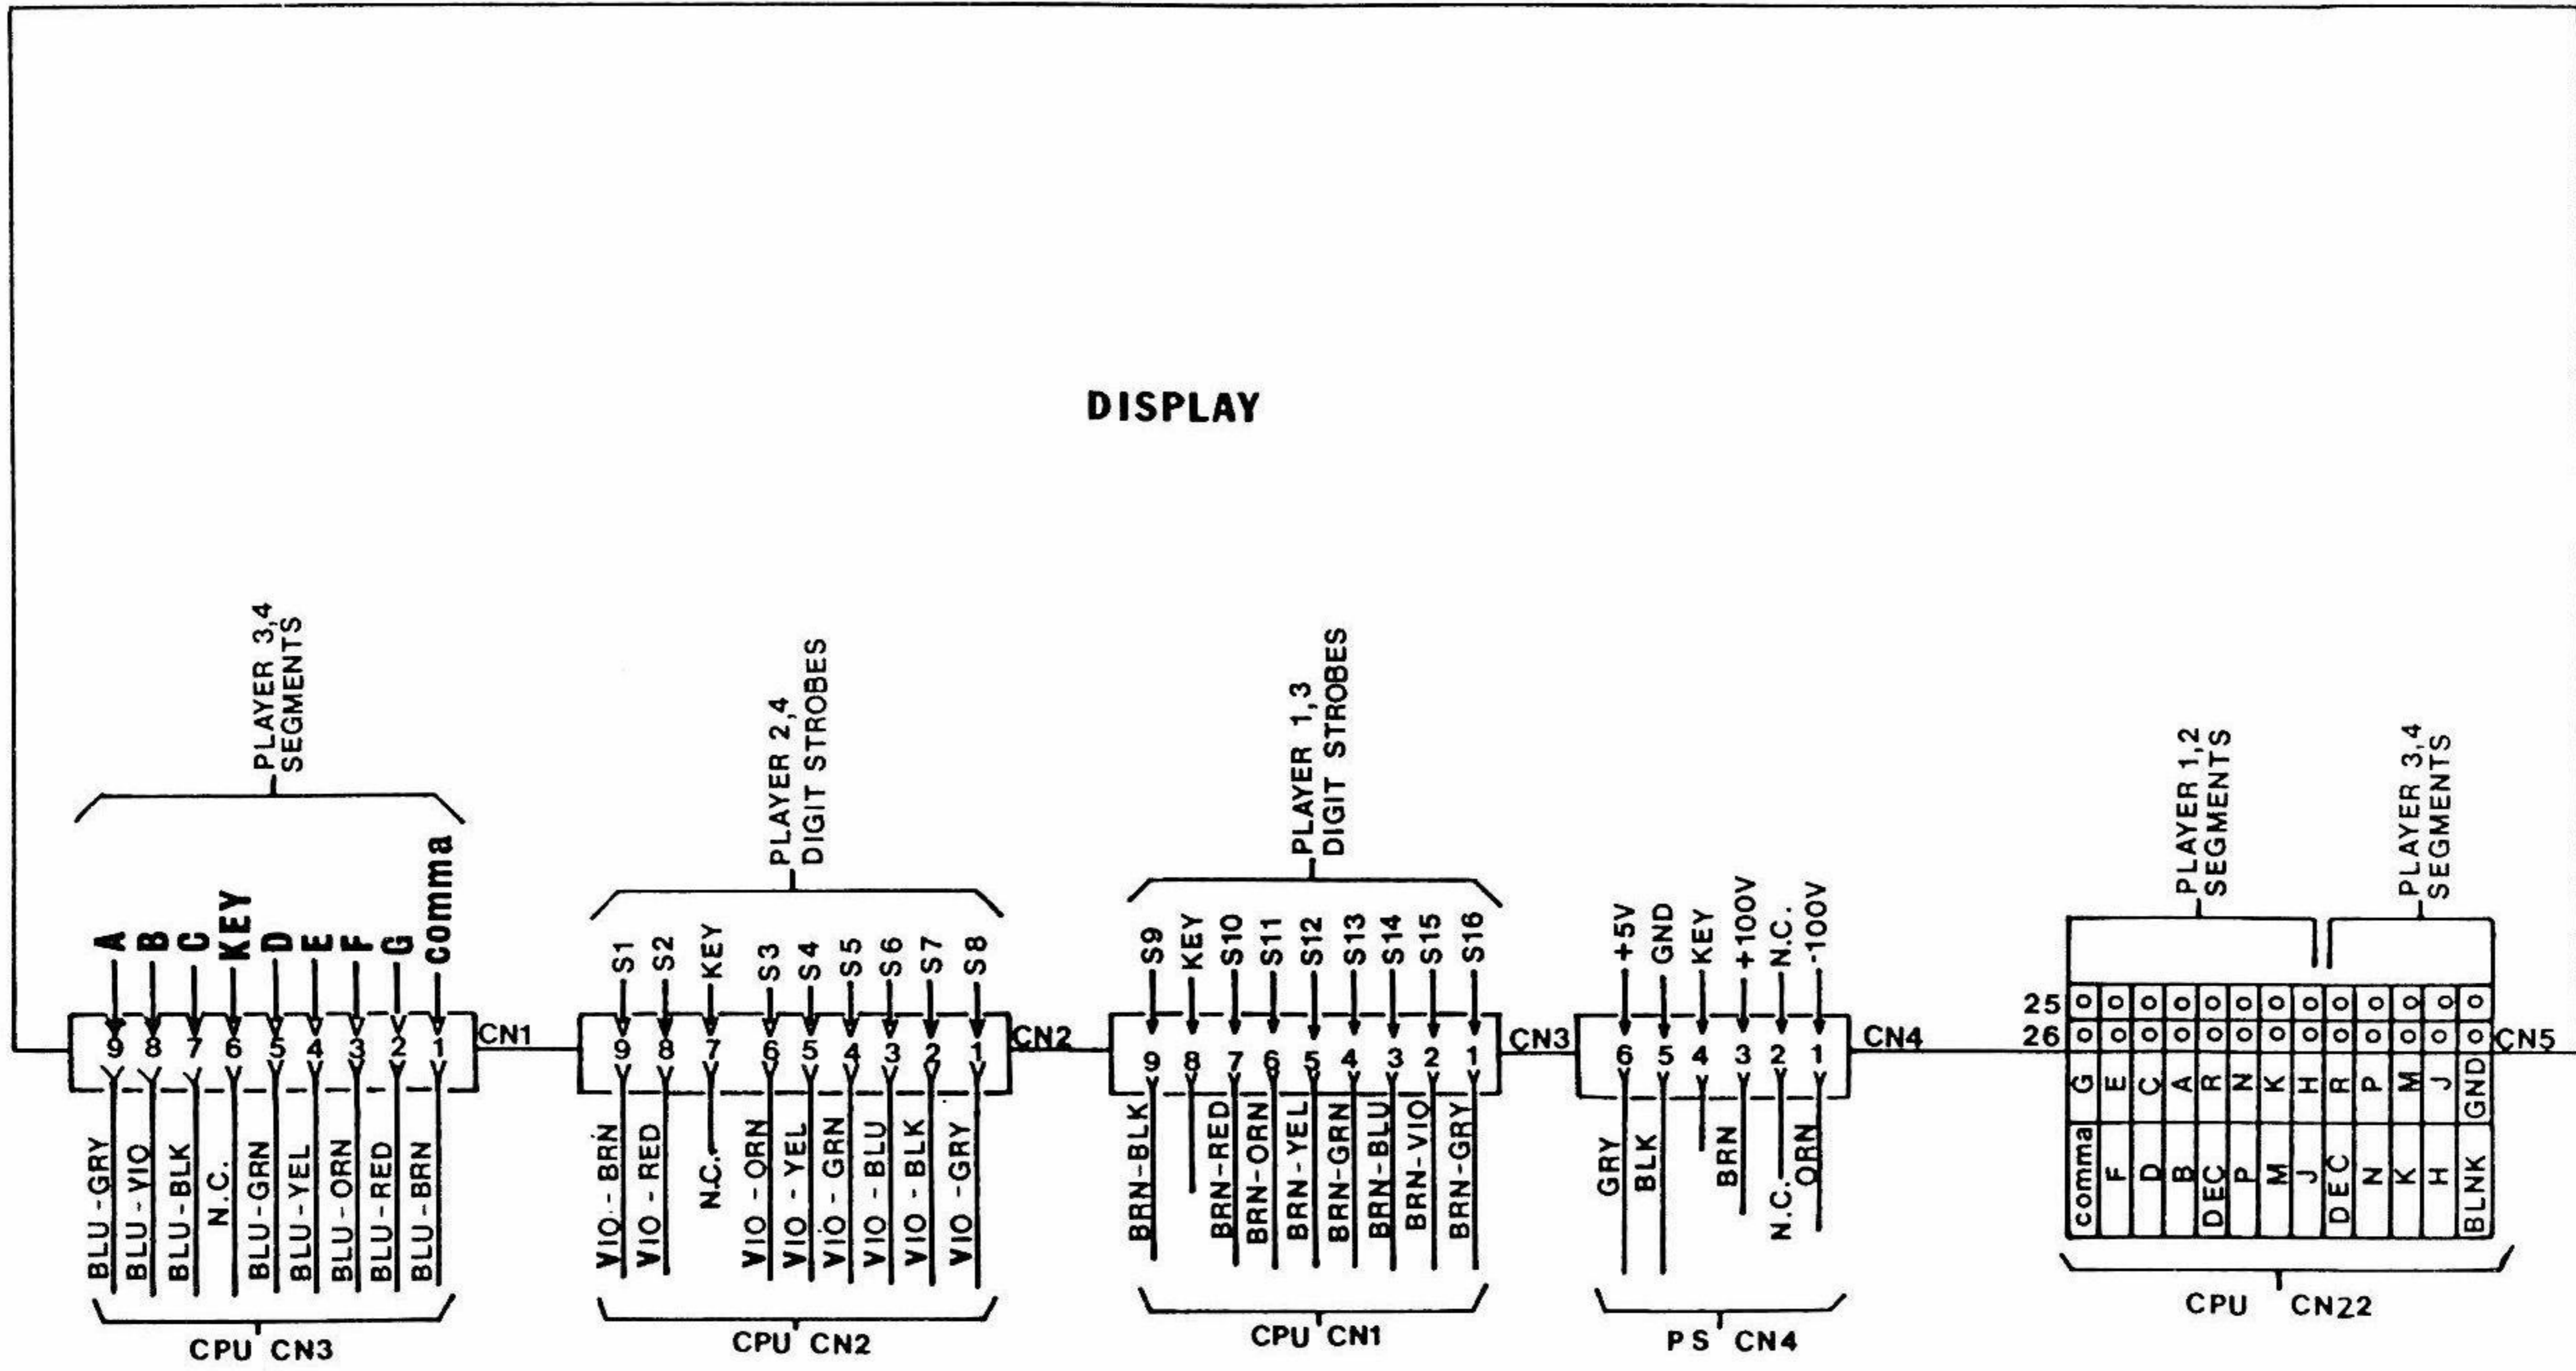 DISPLAY
PLAYER 3,4
SEGMENTS
A
B
C
KEY
D
E
F
G
comma
9 8 7 6 5 4 3 2 1
CN1
BLU-GRY
BLU-VIO
BLU-BLK
N.C.
BLU-GRN
BLU-YEL
BLU-ORN
BLU-RED
BLU-BRN
CPU CN3
PLAYER 2,4
DIGIT STROBES
S1
S2
KEY
S3
S4
S5
S6
S7
S8
9 8 7 6 5 4 3 2 1
CN2
VIO-BRN
VIO-RED
N.C.
VIO-ORN
VIO-YEL
VIO-GRN
VIO-BLU
VIO-BLK
VIO-GRY
CPU CN2
PLAYER 1,3
DIGIT STROBES
S9
KEY
S10
S11
S12
S13
S14
S15
S16
9 8 7 6 5 4 3 2 1
CN3
BRN-BLK
BRN-RED
BRN-ORN
BRN-YEL
BRN-GRN
BRN-BLU
BRN-VIO
BRN-GRY
CPU CN1
+5V
GND
KEY
+100V
N.C.
-100V
6 5 4 3 2 1
CN4
GRY
BLK
BRN
N.C.
ORN
PS CN4
PLAYER 1,2
SEGMENTS
PLAYER 3,4
SEGMENTS
25
26
CN5
G E C A R N K H R P M J GND
comma F D B DEC P M J DEC N K H BLNK
CPU CN22